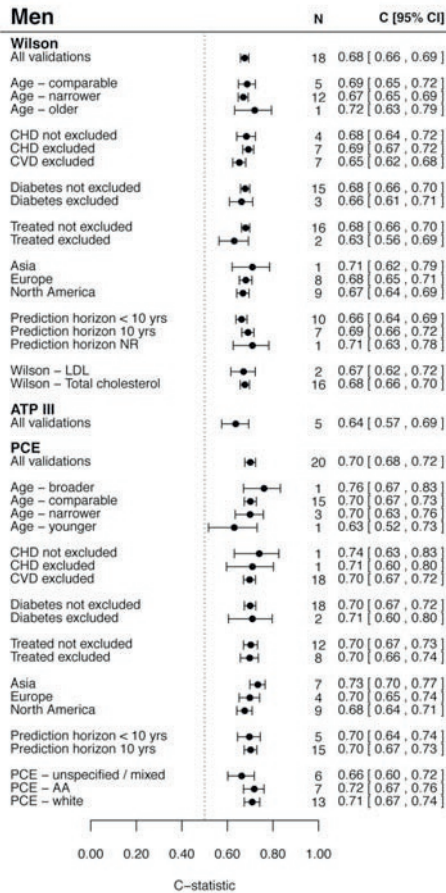 Men N C [95% CI]
Wilson
All validations 18 0.68 [ 0.66 , 0.69 ]
Age – comparable 5 0.69 [ 0.65 , 0.72 ]
Age – narrower 12 0.67 [ 0.65 , 0.69 ]
Age – older 1 0.72 [ 0.63 , 0.79 ]
CHD not excluded 4 0.68 [ 0.64 , 0.72 ]
CHD excluded 7 0.69 [ 0.67 , 0.72 ]
CVD excluded 7 0.65 [ 0.62 , 0.68 ]
Diabetes not excluded 15 0.68 [ 0.66 , 0.70 ]
Diabetes excluded 3 0.66 [ 0.61 , 0.71 ]
Treated not excluded 16 0.68 [ 0.66 , 0.70 ]
Treated excluded 2 0.63 [ 0.56 , 0.69 ]
Asia 1 0.71 [ 0.62 , 0.79 ]
Europe 8 0.68 [ 0.65 , 0.71 ]
North America 9 0.67 [ 0.64 , 0.69 ]
Prediction horizon < 10 yrs 10 0.66 [ 0.64 , 0.69 ]
Prediction horizon 10 yrs 7 0.69 [ 0.66 , 0.72 ]
Prediction horizon NR 1 0.71 [ 0.63 , 0.78 ]
Wilson – LDL 2 0.67 [ 0.62 , 0.72 ]
Wilson – Total cholesterol 16 0.68 [ 0.66 , 0.70 ]
ATP III
All validations 5 0.64 [ 0.57 , 0.69 ]
PCE
All validations 20 0.70 [ 0.68 , 0.72 ]
Age – broader 1 0.76 [ 0.67 , 0.83 ]
Age – comparable 15 0.70 [ 0.67 , 0.73 ]
Age – narrower 3 0.70 [ 0.63 , 0.76 ]
Age – younger 1 0.63 [ 0.52 , 0.73 ]
CHD not excluded 1 0.74 [ 0.63 , 0.83 ]
CHD excluded 1 0.71 [ 0.60 , 0.80 ]
CVD excluded 18 0.70 [ 0.67 , 0.72 ]
Diabetes not excluded 18 0.70 [ 0.67 , 0.72 ]
Diabetes excluded 2 0.71 [ 0.60 , 0.80 ]
Treated not excluded 12 0.70 [ 0.67 , 0.73 ]
Treated excluded 8 0.70 [ 0.66 , 0.74 ]
Asia 7 0.73 [ 0.70 , 0.77 ]
Europe 4 0.70 [ 0.65 , 0.74 ]
North America 9 0.68 [ 0.64 , 0.71 ]
Prediction horizon < 10 yrs 5 0.70 [ 0.64 , 0.74 ]
Prediction horizon 10 yrs 15 0.70 [ 0.67 , 0.73 ]
PCE – unspecified / mixed 6 0.66 [ 0.60 , 0.72 ]
PCE – AA 7 0.72 [ 0.67 , 0.76 ]
PCE – white 13 0.71 [ 0.67 , 0.74 ]
0.00 0.20 0.40 0.60 0.80 1.00
C–statistic